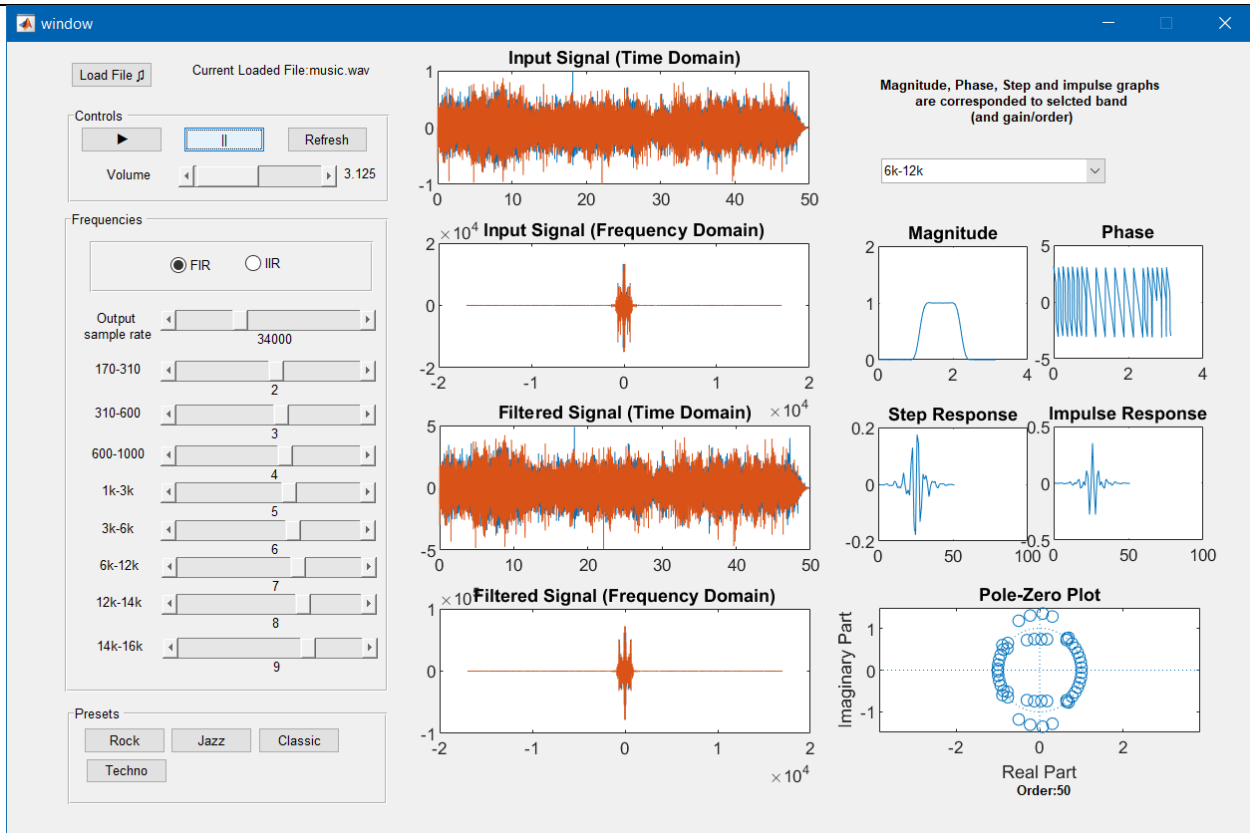 window
Load File ♫
Current Loaded File:music.wav
Controls
||
Refresh
Volume
3.125
Frequencies
FIR
IIR
Output
sample rate
34000
170-310
2
310-600
3
600-1000
4
1k-3k
5
3k-6k
6
6k-12k
7
12k-14k
8
14k-16k
9
Presets
Rock
Jazz
Classic
Techno
Input Signal (Time Domain)
1
0
-1
0 10 20 30 40 50
×10⁴ Input Signal (Frequency Domain)
2
0
-2
-2 -1 0 1 2
×10⁴
Filtered Signal (Time Domain)
5
0
-5
0 10 20 30 40 50
Filtered Signal (Frequency Domain)
1
0
-1
-2 -1 0 1 2
×10⁴
Magnitude, Phase, Step and impulse graphs
are corresponded to selcted band
(and gain/order)
6k-12k
Magnitude
2
1
0
0 2 4
Phase
5
0
-5
0 2 4
Step Response
0.2
0
-0.2
0 50 100
Impulse Response
0.5
0
-0.5
0 50 100
Pole-Zero Plot
Imaginary Part
1
0
-1
-2 0 2
Real Part
Order:50